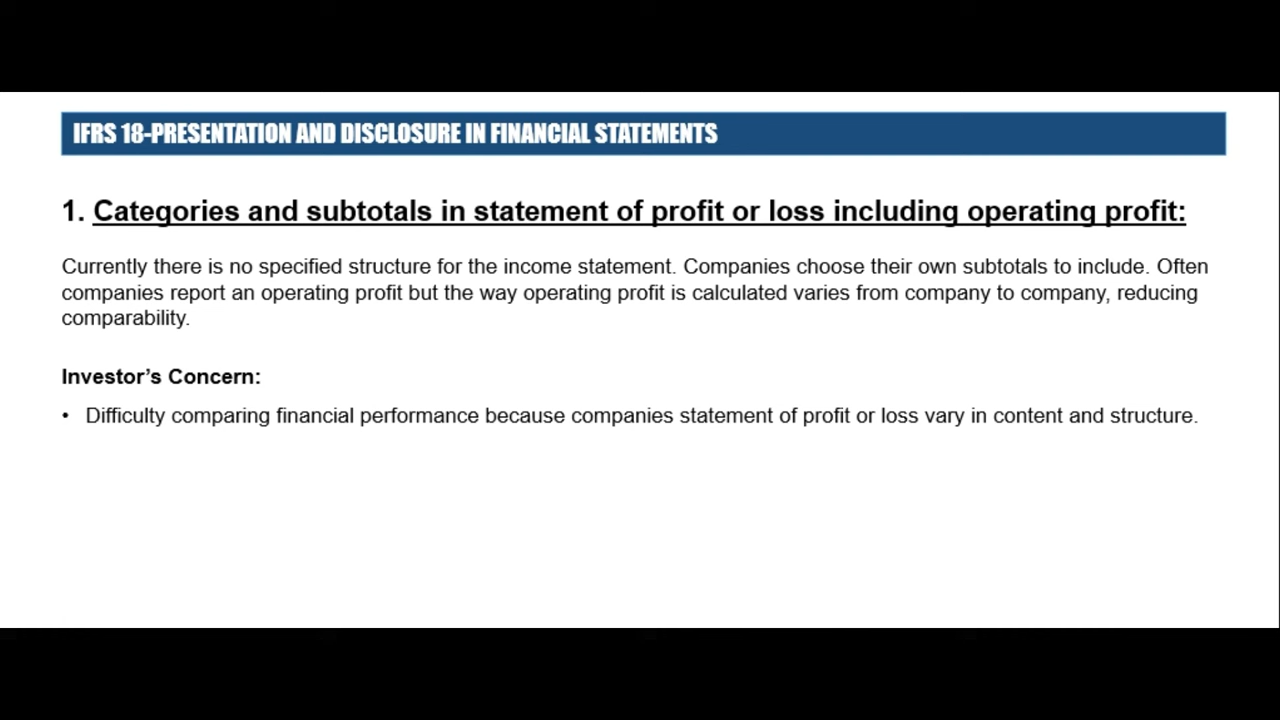 IFRS 18-PRESENTATION AND DISCLOSURE IN FINANCIAL STATEMENTS
1. Categories and subtotals in statement of profit or loss including operating profit:
Currently there is no specified structure for the income statement. Companies choose their own subtotals to include. Often
companies report an operating profit but the way operating profit is calculated varies from company to company, reducing
comparability.
Investor’s Concern:
• Difficulty comparing financial performance because companies statement of profit or loss vary in content and structure.